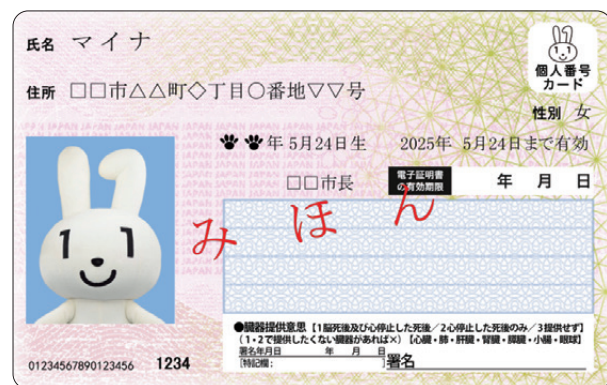 氏名 マイナ
個人番号
カード
住所 □□市△△町◇丁目○番地▽▽号
性別 女
年 5月24日生 2025年 5月24日まで有効
□□市長 電子証明書
の有効期限 年 月 日
みほん
1 1
●臓器提供意思【1脳死後及び心停止した死後/2心停止した死後のみ/3提供せず】
(1・2で提供したくない臓器があれば×)【心臓・肺・肝臓・腎臓・膵臓・小腸・眼球】
署名年月日 年 月 日
[特記欄: ]署名
01234567890123456 1234